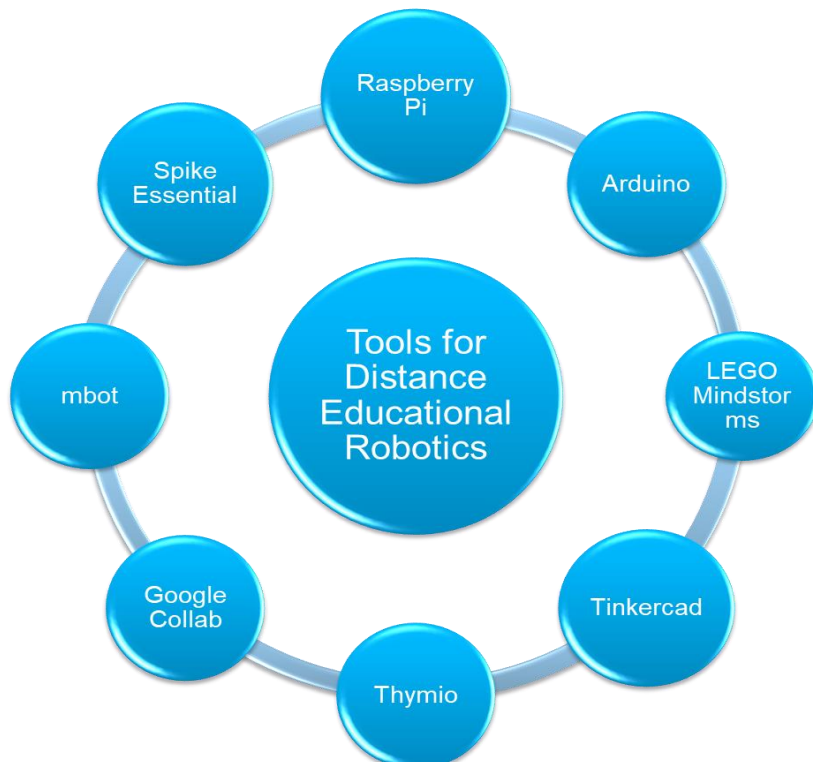 Raspberry
Pi
Spike
Essential
Arduino
Tools for
Distance
Educational
Robotics
mbot
LEGO
Mindstor
ms
Google
Collab
Tinkercad
Thymio